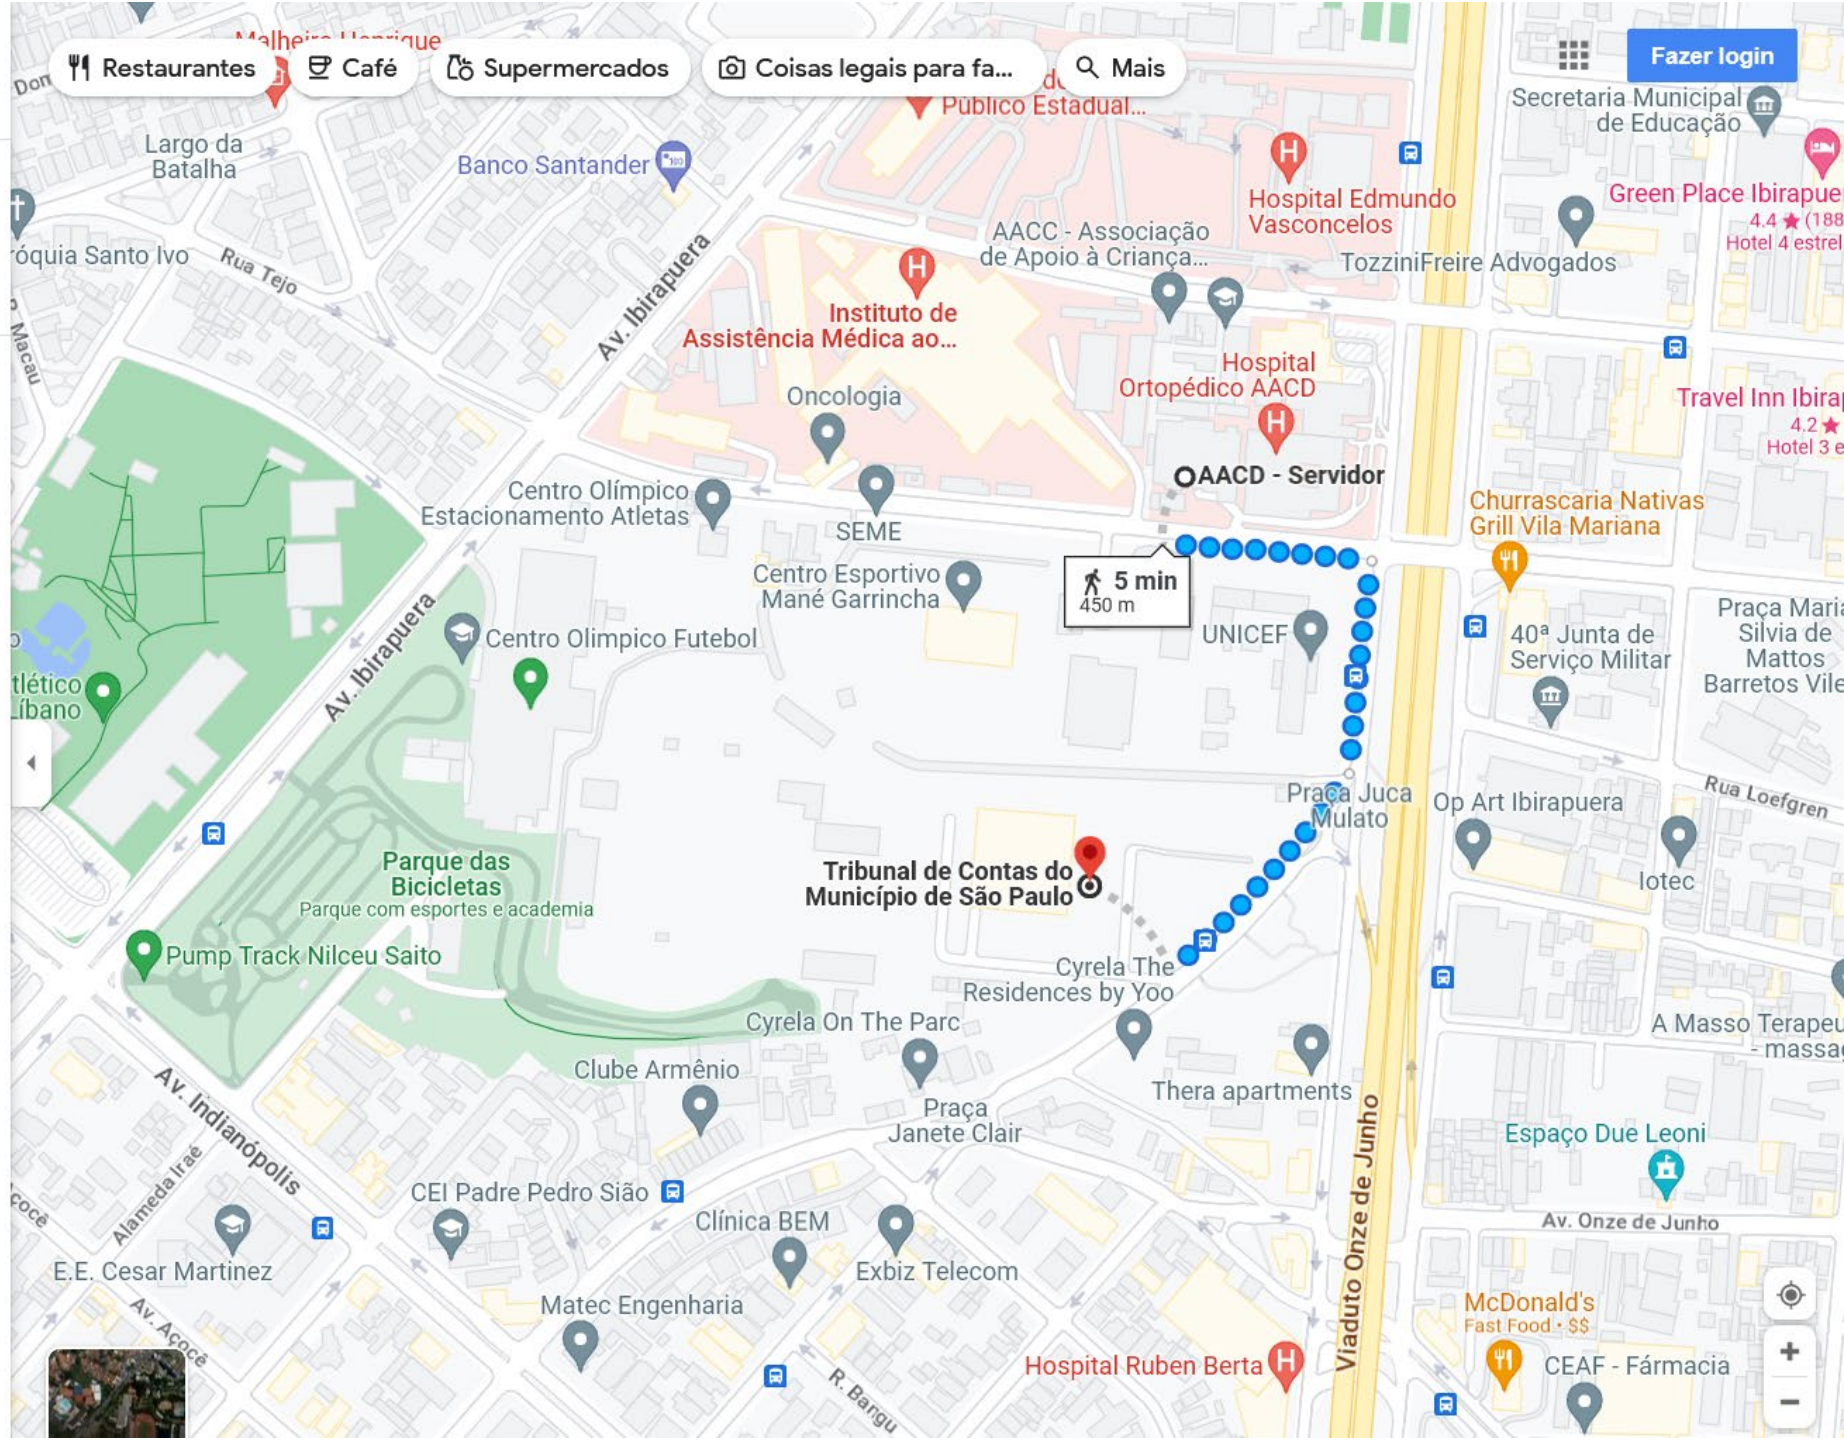 Malheiro Henrique
Restaurantes
Café
Supermercados
Coisas legais para fa...
Mais
Fazer login
Público Estadual...
Secretaria Municipal
de Educação
Largo da
Batalha
Banco Santander
Hospital Edmundo
Vasconcelos
Green Place Ibirapue
4.4 ★ (188
Hotel 4 estrel
AACC - Associação
de Apoio à Criança...
TozziniFreire Advogados
róquia Santo Ivo
Rua Tejo
Av. Ibirapuera
Macau
Instituto de
Assistência Médica ao...
Hospital
Ortopédico AACD
Oncologia
Travel Inn Ibira
4.2 ★
Hotel 3 e
AACD - Servidor
Centro Olímpico
Estacionamento Atletas
SEME
Churrascaria Nativas
Grill Vila Mariana
Centro Esportivo
Mané Garrincha
5 min
450 m
UNICEF
40ª Junta de
Serviço Militar
Praça Maria
Silvia de
Mattos
Barretos Vile
Centro Olimpico Futebol
tlético
Líbano
Av. Ibirapuera
Praça Juca
Mulato
Op Art Ibirapuera
Rua Loefgren
Parque das
Bicicletas
Parque com esportes e academia
Tribunal de Contas do
Município de São Paulo
Iotec
Pump Track Nilceu Saito
Cyrela The
Residences by Yoo
Cyrela On The Parc
A Masso Terapeu
- massa
Clube Armênio
Thera apartments
Av. Indianópolis
Praça
Janete Clair
Viaduto Onze de Junho
Espaço Due Leoni
Alameda Iraé
CEI Padre Pedro Sião
Clínica BEM
Av. Onze de Junho
E.E. Cesar Martinez
Exbiz Telecom
Av. Açocê
Matec Engenharia
McDonald's
Fast Food • $$
Hospital Ruben Berta
CEAF - Fármacia
R. Bangu